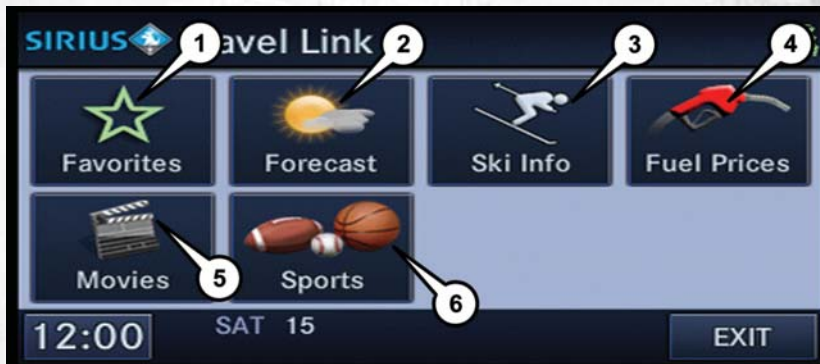 SIRIUS avel Link
1
2
3
4
Favorites
Forecast
Ski Info
Fuel Prices
Movies
5
Sports
6
12:00
SAT 15
EXIT